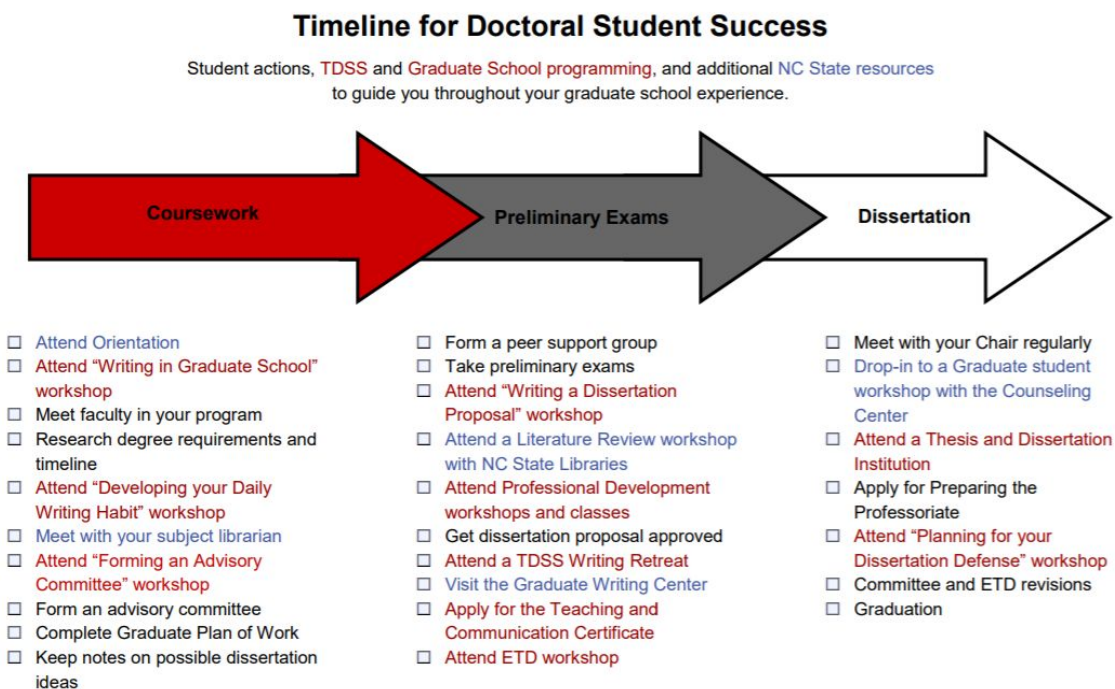 Timeline for Doctoral Student Success
Student actions, TDSS and Graduate School programming, and additional NC State resources
to guide you throughout your graduate school experience.
Coursework
Preliminary Exams
Dissertation
Attend Orientation
Attend “Writing in Graduate School”
workshop
Meet faculty in your program
Research degree requirements and
timeline
Attend “Developing your Daily
Writing Habit” workshop
Meet with your subject librarian
Attend “Forming an Advisory
Committee” workshop
Form an advisory committee
Complete Graduate Plan of Work
Keep notes on possible dissertation
ideas
Form a peer support group
Take preliminary exams
Attend “Writing a Dissertation
Proposal” workshop
Attend a Literature Review workshop
with NC State Libraries
Attend Professional Development
workshops and classes
Get dissertation proposal approved
Attend a TDSS Writing Retreat
Visit the Graduate Writing Center
Apply for the Teaching and
Communication Certificate
Attend ETD workshop
Meet with your Chair regularly
Drop-in to a Graduate student
workshop with the Counseling
Center
Attend a Thesis and Dissertation
Institution
Apply for Preparing the
Professoriate
Attend “Planning for your
Dissertation Defense” workshop
Committee and ETD revisions
Graduation